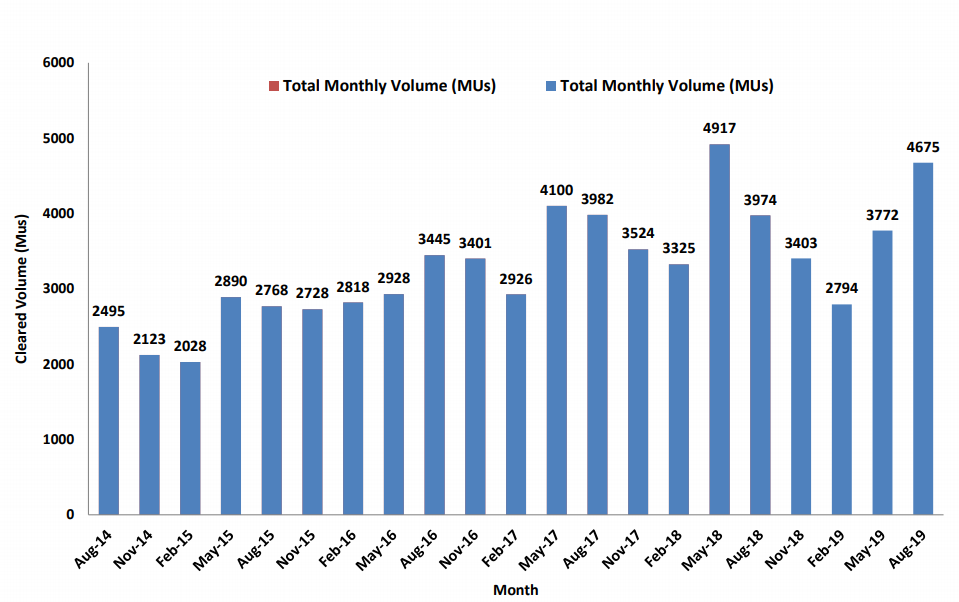 6000
Total Monthly Volume (MUs) Total Monthly Volume (MUs)
5000
4000
3000
2000
1000
0
Cleared Volume (Mus)
2495
2123
2028
2890
2768
2728
2818
2928
3445
3401
2926
4100
3982
3524
3325
4917
3974
3403
2794
3772
4675
Aug-14
Nov-14
Feb-15
May-15
Aug-15
Nov-15
Feb-16
May-16
Aug-16
Nov-16
Feb-17
May-17
Aug-17
Nov-17
Feb-18
May-18
Aug-18
Nov-18
Feb-19
May-19
Aug-19
Month